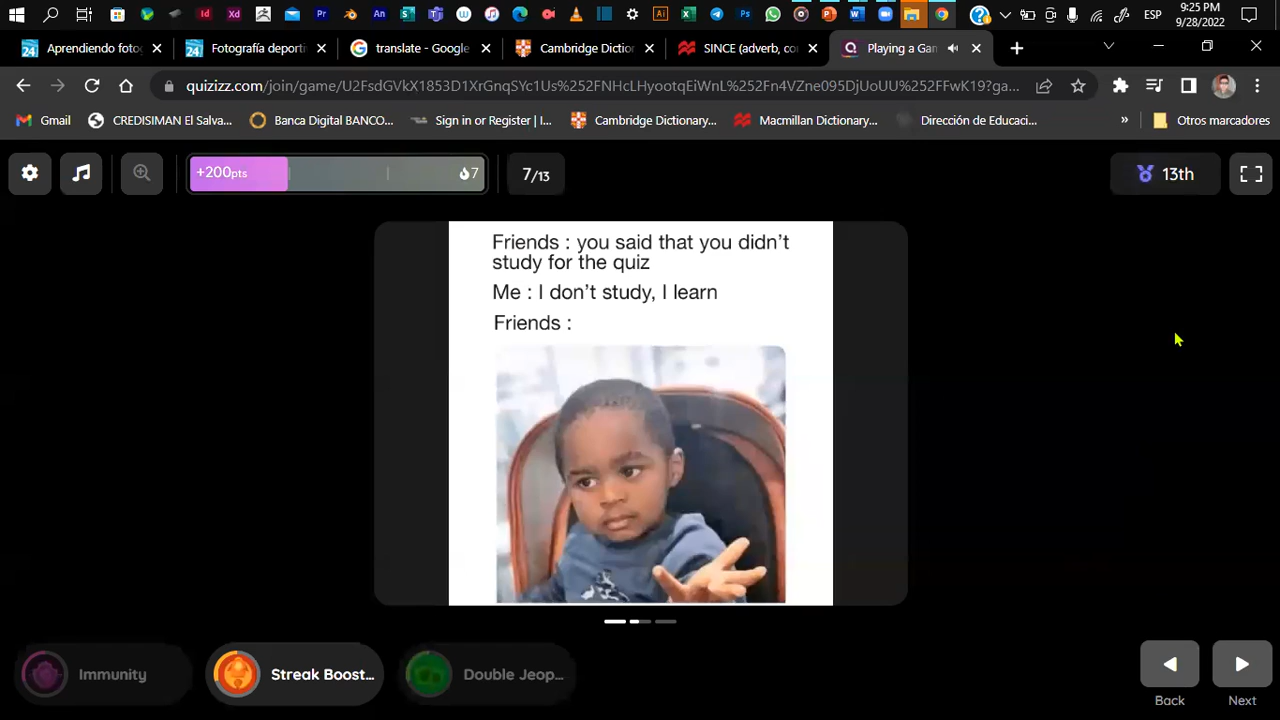 9:25 PM
ESP
9/28/2022
Aprendiendo fotog
Fotografía deporti
translate - Google
Cambridge Dictior
SINCE (adverb, co
Playing a Gam
quizizz.com/join/game/U2FsdGVkX1853D1XrGnqSYc1Us%252FNHcLHyootqEiWnL%252Fn4VZne095DjUoUU%252FFwK19?ga...
Gmail
CREDISIMAN El Salva...
Banca Digital BANCO...
Sign in or Register | I...
Cambridge Dictionary...
Macmillan Dictionary...
Dirección de Educaci...
»
Otros marcadores
+200pts
7
7/13
13th
Friends : you said that you didn't
study for the quiz
Me : I don't study, I learn
Friends :
Immunity
Streak Boost...
Double Jeop...
Back
Next